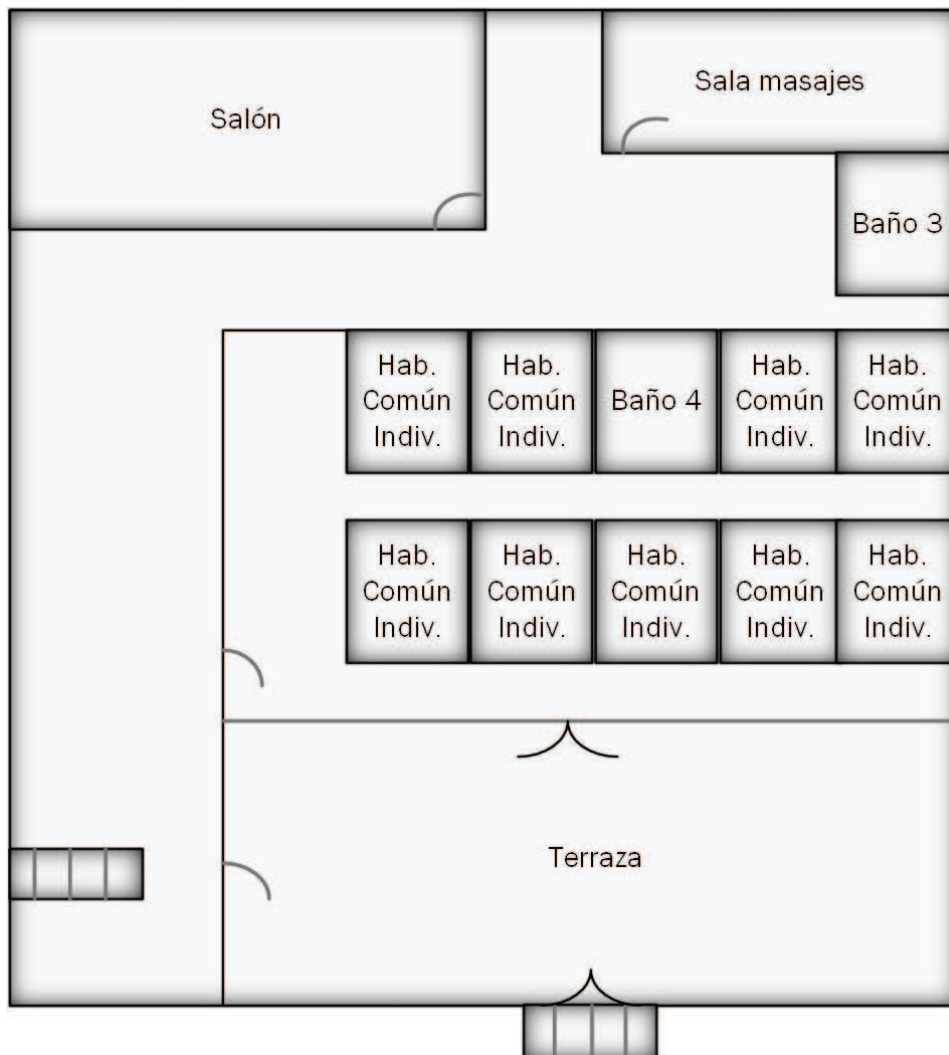 Salón
Sala masajes
Baño 3
Hab.
Común
Indiv.
Hab.
Común
Indiv.
Baño 4
Hab.
Común
Indiv.
Hab.
Común
Indiv.
Hab.
Común
Indiv.
Hab.
Común
Indiv.
Hab.
Común
Indiv.
Hab.
Común
Indiv.
Hab.
Común
Indiv.
Terraza